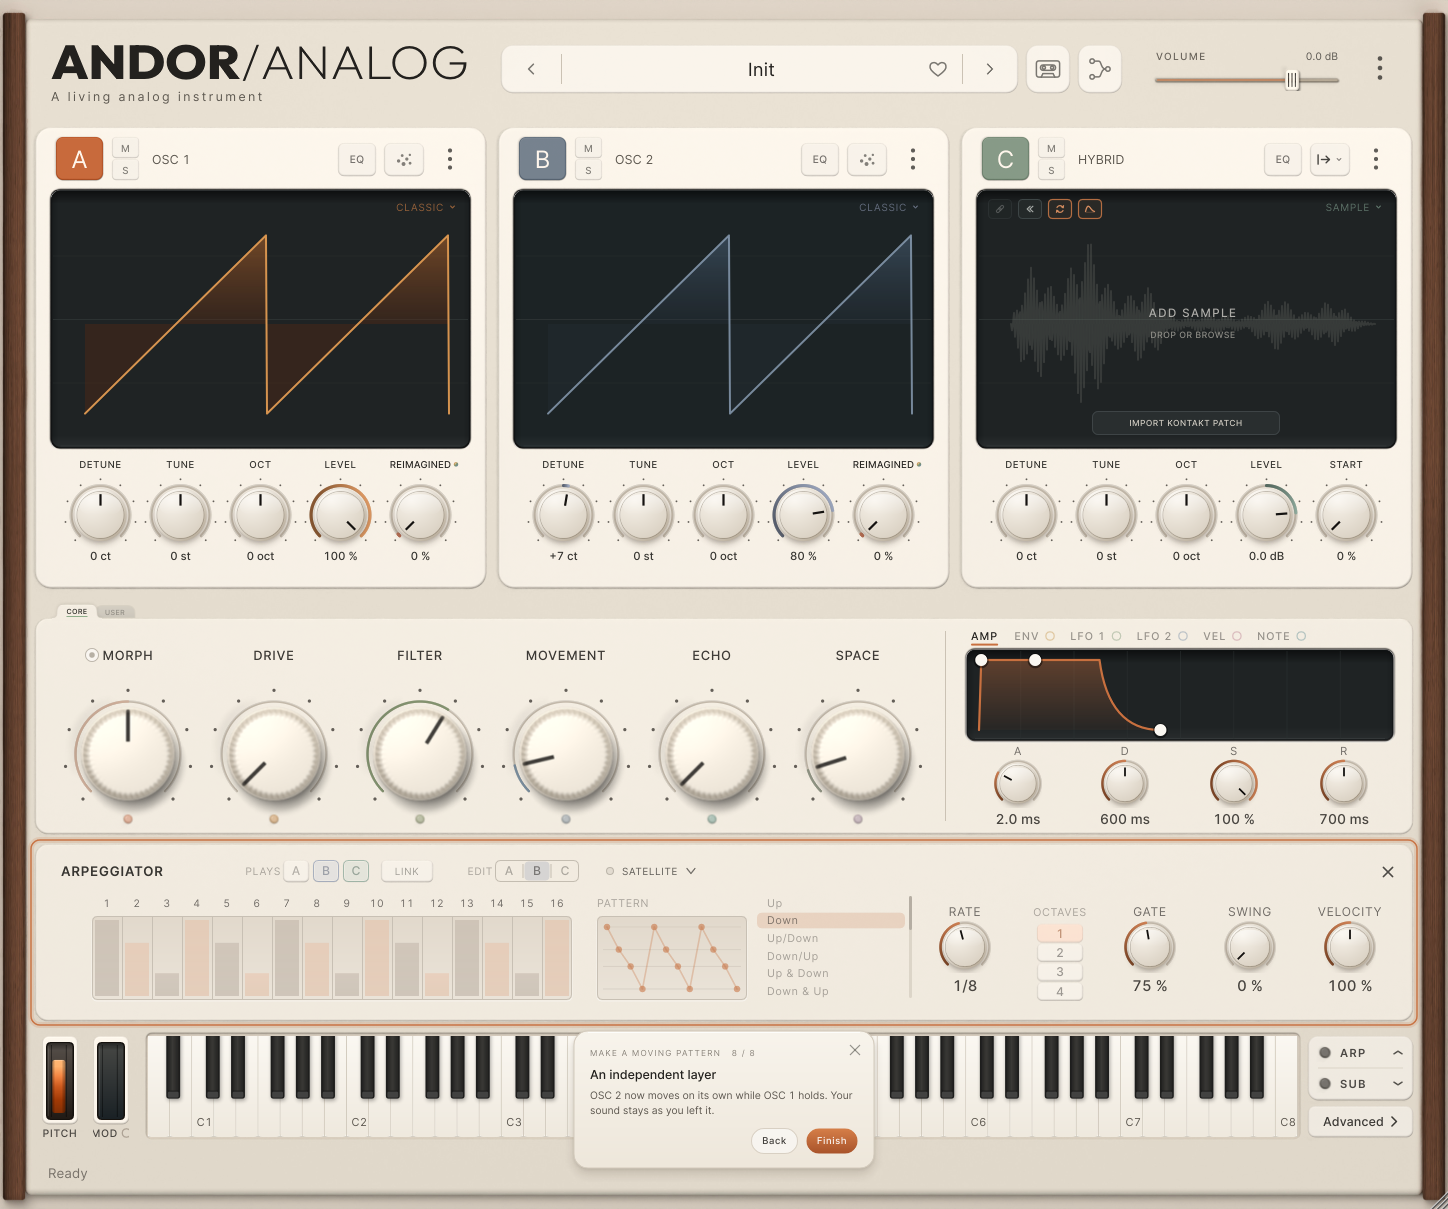 ANDOR/ANALOG
A living analog instrument
Init
VOLUME 0.0 dB
A M S OSC 1 EQ
CLASSIC
DETUNE TUNE OCT LEVEL REIMAGINED
0 ct 0 st 0 oct 100 % 0 %
B M S OSC 2 EQ
CLASSIC
DETUNE TUNE OCT LEVEL REIMAGINED
+7 ct 0 st 0 oct 80 % 0 %
C M S HYBRID EQ
SAMPLE
ADD SAMPLE
DROP OR BROWSE
IMPORT KONTAKT PATCH
DETUNE TUNE OCT LEVEL START
0 ct 0 st 0 oct 0.0 dB 0 %
CORE USER
MORPH DRIVE FILTER MOVEMENT ECHO SPACE
AMP ENV LFO 1 LFO 2 VEL NOTE
A D S R
2.0 ms 600 ms 100 % 700 ms
ARPEGGIATOR PLAYS A B C LINK EDIT A B C SATELLITE
1 2 3 4 5 6 7 8 9 10 11 12 13 14 15 16
PATTERN
Up
Down
Up/Down
Down/Up
Up & Down
Down & Up
RATE OCTAVES GATE SWING VELOCITY
1
2
3
4
1/8 75 % 0 % 100 %
PITCH MOD
C1 C2 C3 C6 C7 C8
MAKE A MOVING PATTERN 8 / 8
An independent layer
OSC 2 now moves on its own while OSC 1 holds. Your
sound stays as you left it.
Back Finish
ARP
SUB
Advanced
Ready